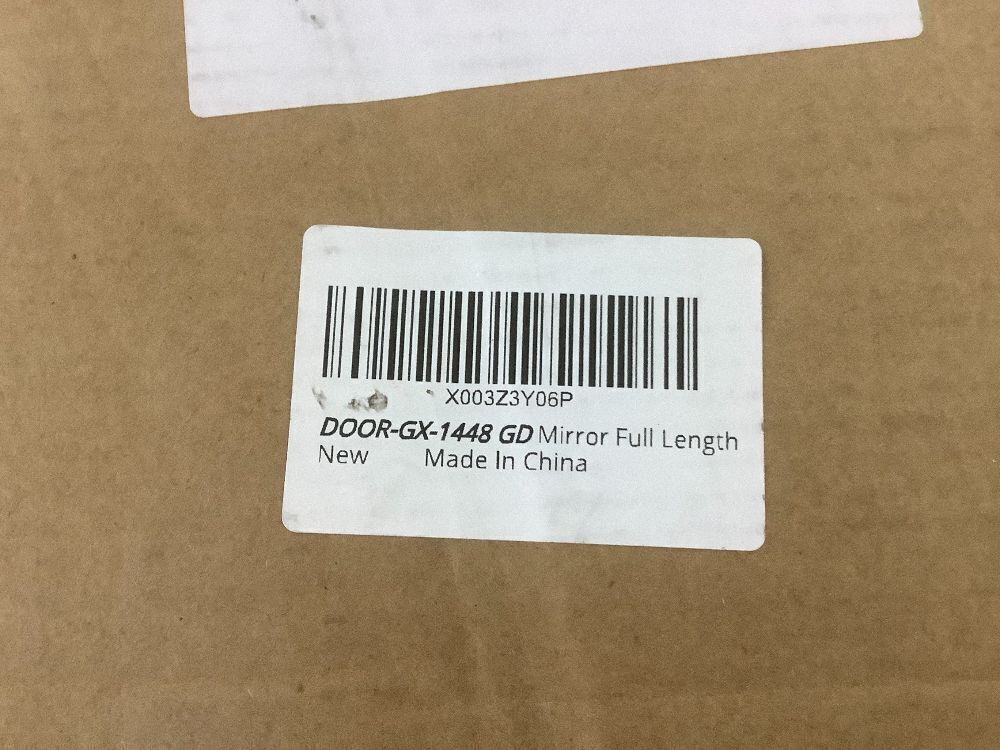 X003Z3Y06P
DOOR-GX-1448 GD Mirror Full Length
New Made In China